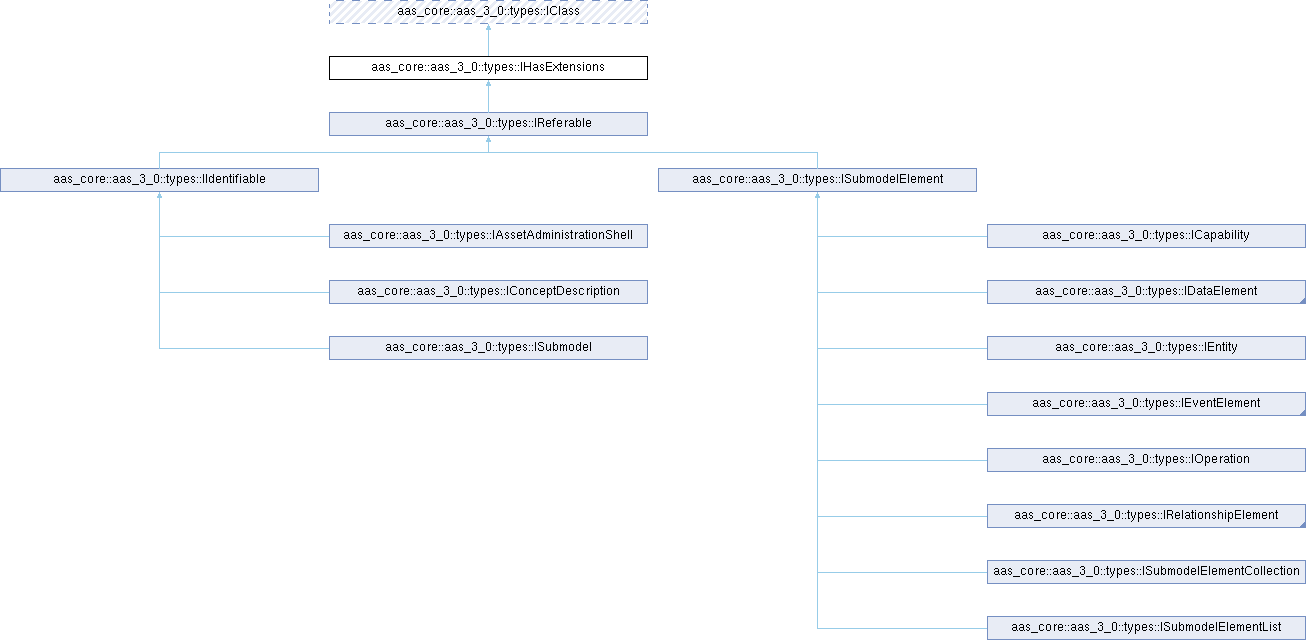 aas_core::aas_3_0::types::IClass
aas_core::aas_3_0::types::IHasExtensions
aas_core::aas_3_0::types::IReferable
aas_core::aas_3_0::types::IIdentifiable
aas_core::aas_3_0::types::ISubmodelElement
aas_core::aas_3_0::types::IAssetAdministrationShell
aas_core::aas_3_0::types::ICapability
aas_core::aas_3_0::types::IConceptDescription
aas_core::aas_3_0::types::IDataElement
aas_core::aas_3_0::types::ISubmodel
aas_core::aas_3_0::types::IEntity
aas_core::aas_3_0::types::IEventElement
aas_core::aas_3_0::types::IOperation
aas_core::aas_3_0::types::IRelationshipElement
aas_core::aas_3_0::types::ISubmodelElementCollection
aas_core::aas_3_0::types::ISubmodelElementList